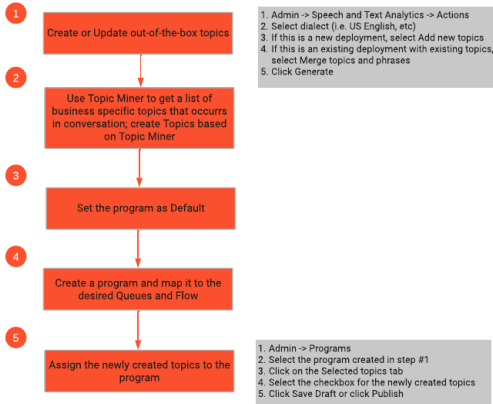 1
Create or Update out-of-the-box topics
1. Admin -> Speech and Text Analytics -> Actions
2. Select dialect (i.e. US English, etc)
3. If this is a new deployment, select Add new topics
4. If this is an existing deployment with existing topics,
select Merge topics and phrases
5. Click Generate
2
Use Topic Miner to get a list of
business specific topics that occurrs
in conversation; create Topics based
on Topic Miner
3
Set the program as Default
4
Create a program and map it to the
desired Queues and Flow
5
Assign the newly created topics to the
program
1. Admin -> Programs
2. Select the program created in step #1
3. Click on the Selected topics tab
4. Select the checkbox for the newly created topics
5. Click Save Draft or click Publish